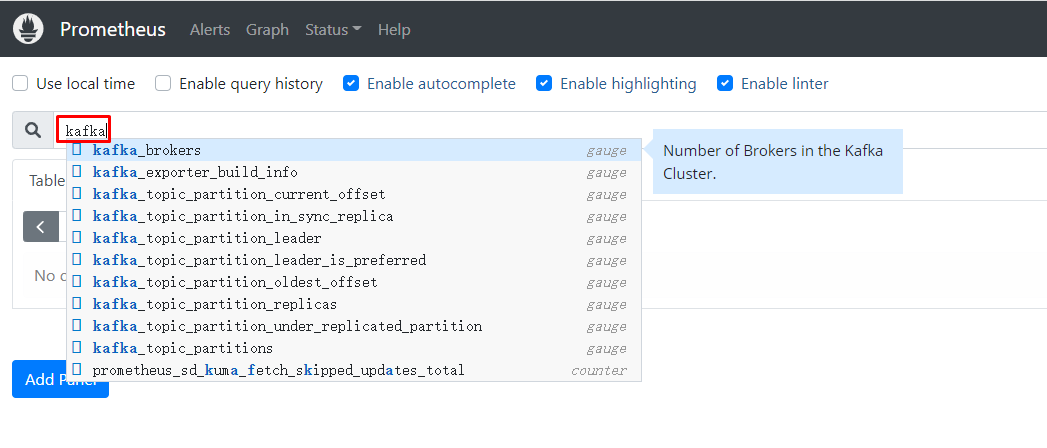 Prometheus Alerts Graph Status Help
Use local time Enable query history Enable autocomplete Enable highlighting Enable linter
kafka
kafka_brokers gauge
kafka_exporter_build_info gauge
kafka_topic_partition_current_offset gauge
kafka_topic_partition_in_sync_replica gauge
kafka_topic_partition_leader gauge
kafka_topic_partition_leader_is_preferred gauge
kafka_topic_partition_oldest_offset gauge
kafka_topic_partition_replicas gauge
kafka_topic_partition_under_replicated_partition gauge
kafka_topic_partitions gauge
prometheus_sd_kuma_fetch_skipped_updates_total counter
Number of Brokers in the Kafka
Cluster.
Table
No
Add